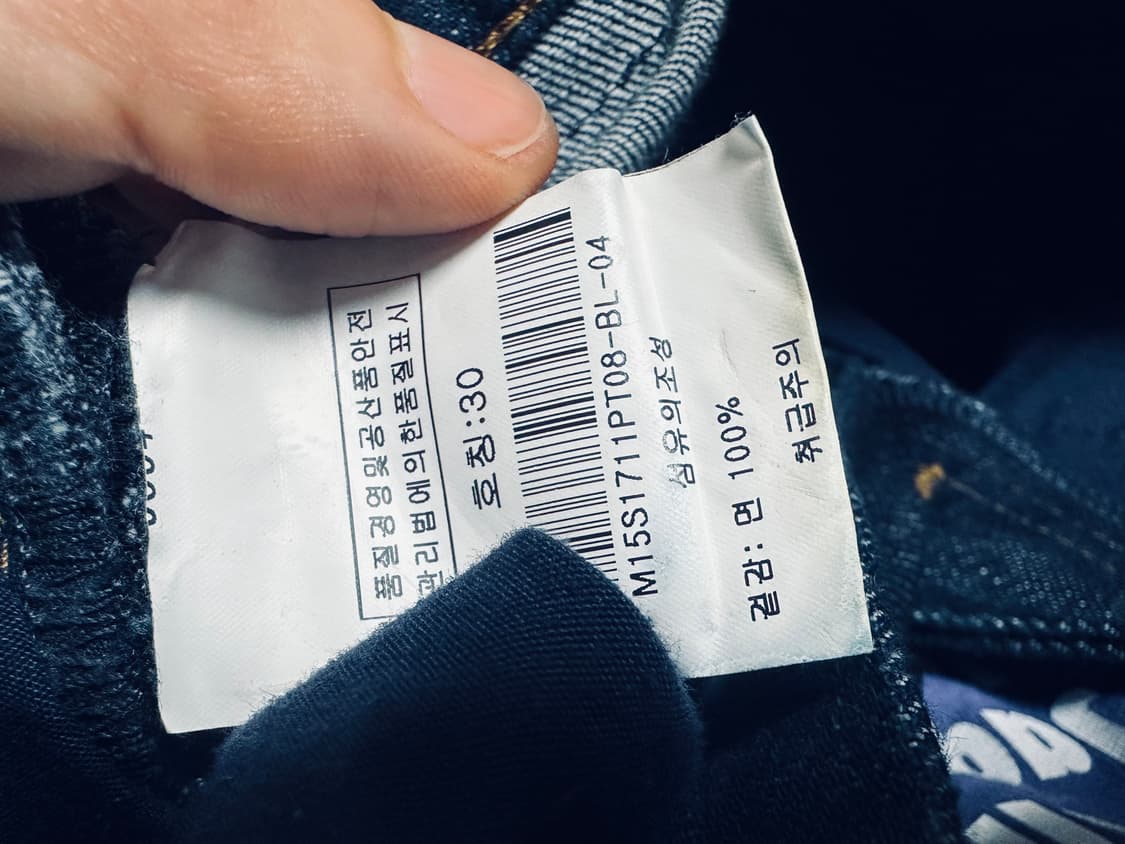 품질경영및공산품안전
관리법에의한품질표시
호칭:30
M15S1711PT08-BL-04
섬유의조성
겉감: 면 100%
취급주의